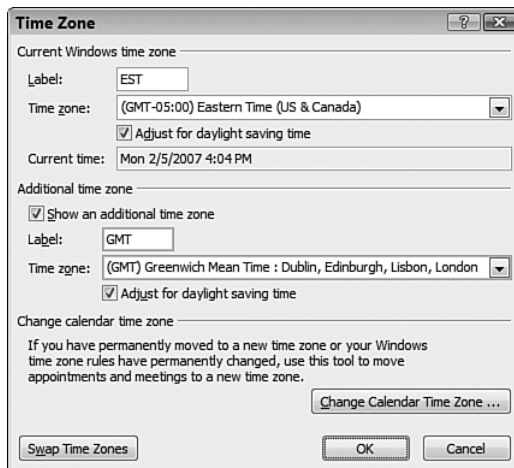 Time Zone
Current Windows time zone
Label: EST
Time zone: (GMT-05:00) Eastern Time (US & Canada)
Adjust for daylight saving time
Current time: Mon 2/5/2007 4:04 PM
Additional time zone
Show an additional time zone
Label: GMT
Time zone: (GMT) Greenwich Mean Time : Dublin, Edinburgh, Lisbon, London
Adjust for daylight saving time
Change calendar time zone
If you have permanently moved to a new time zone or your Windows
time zone rules have permanently changed, use this tool to move
appointments and meetings to a new time zone.
Change Calendar Time Zone ...
Swap Time Zones OK Cancel